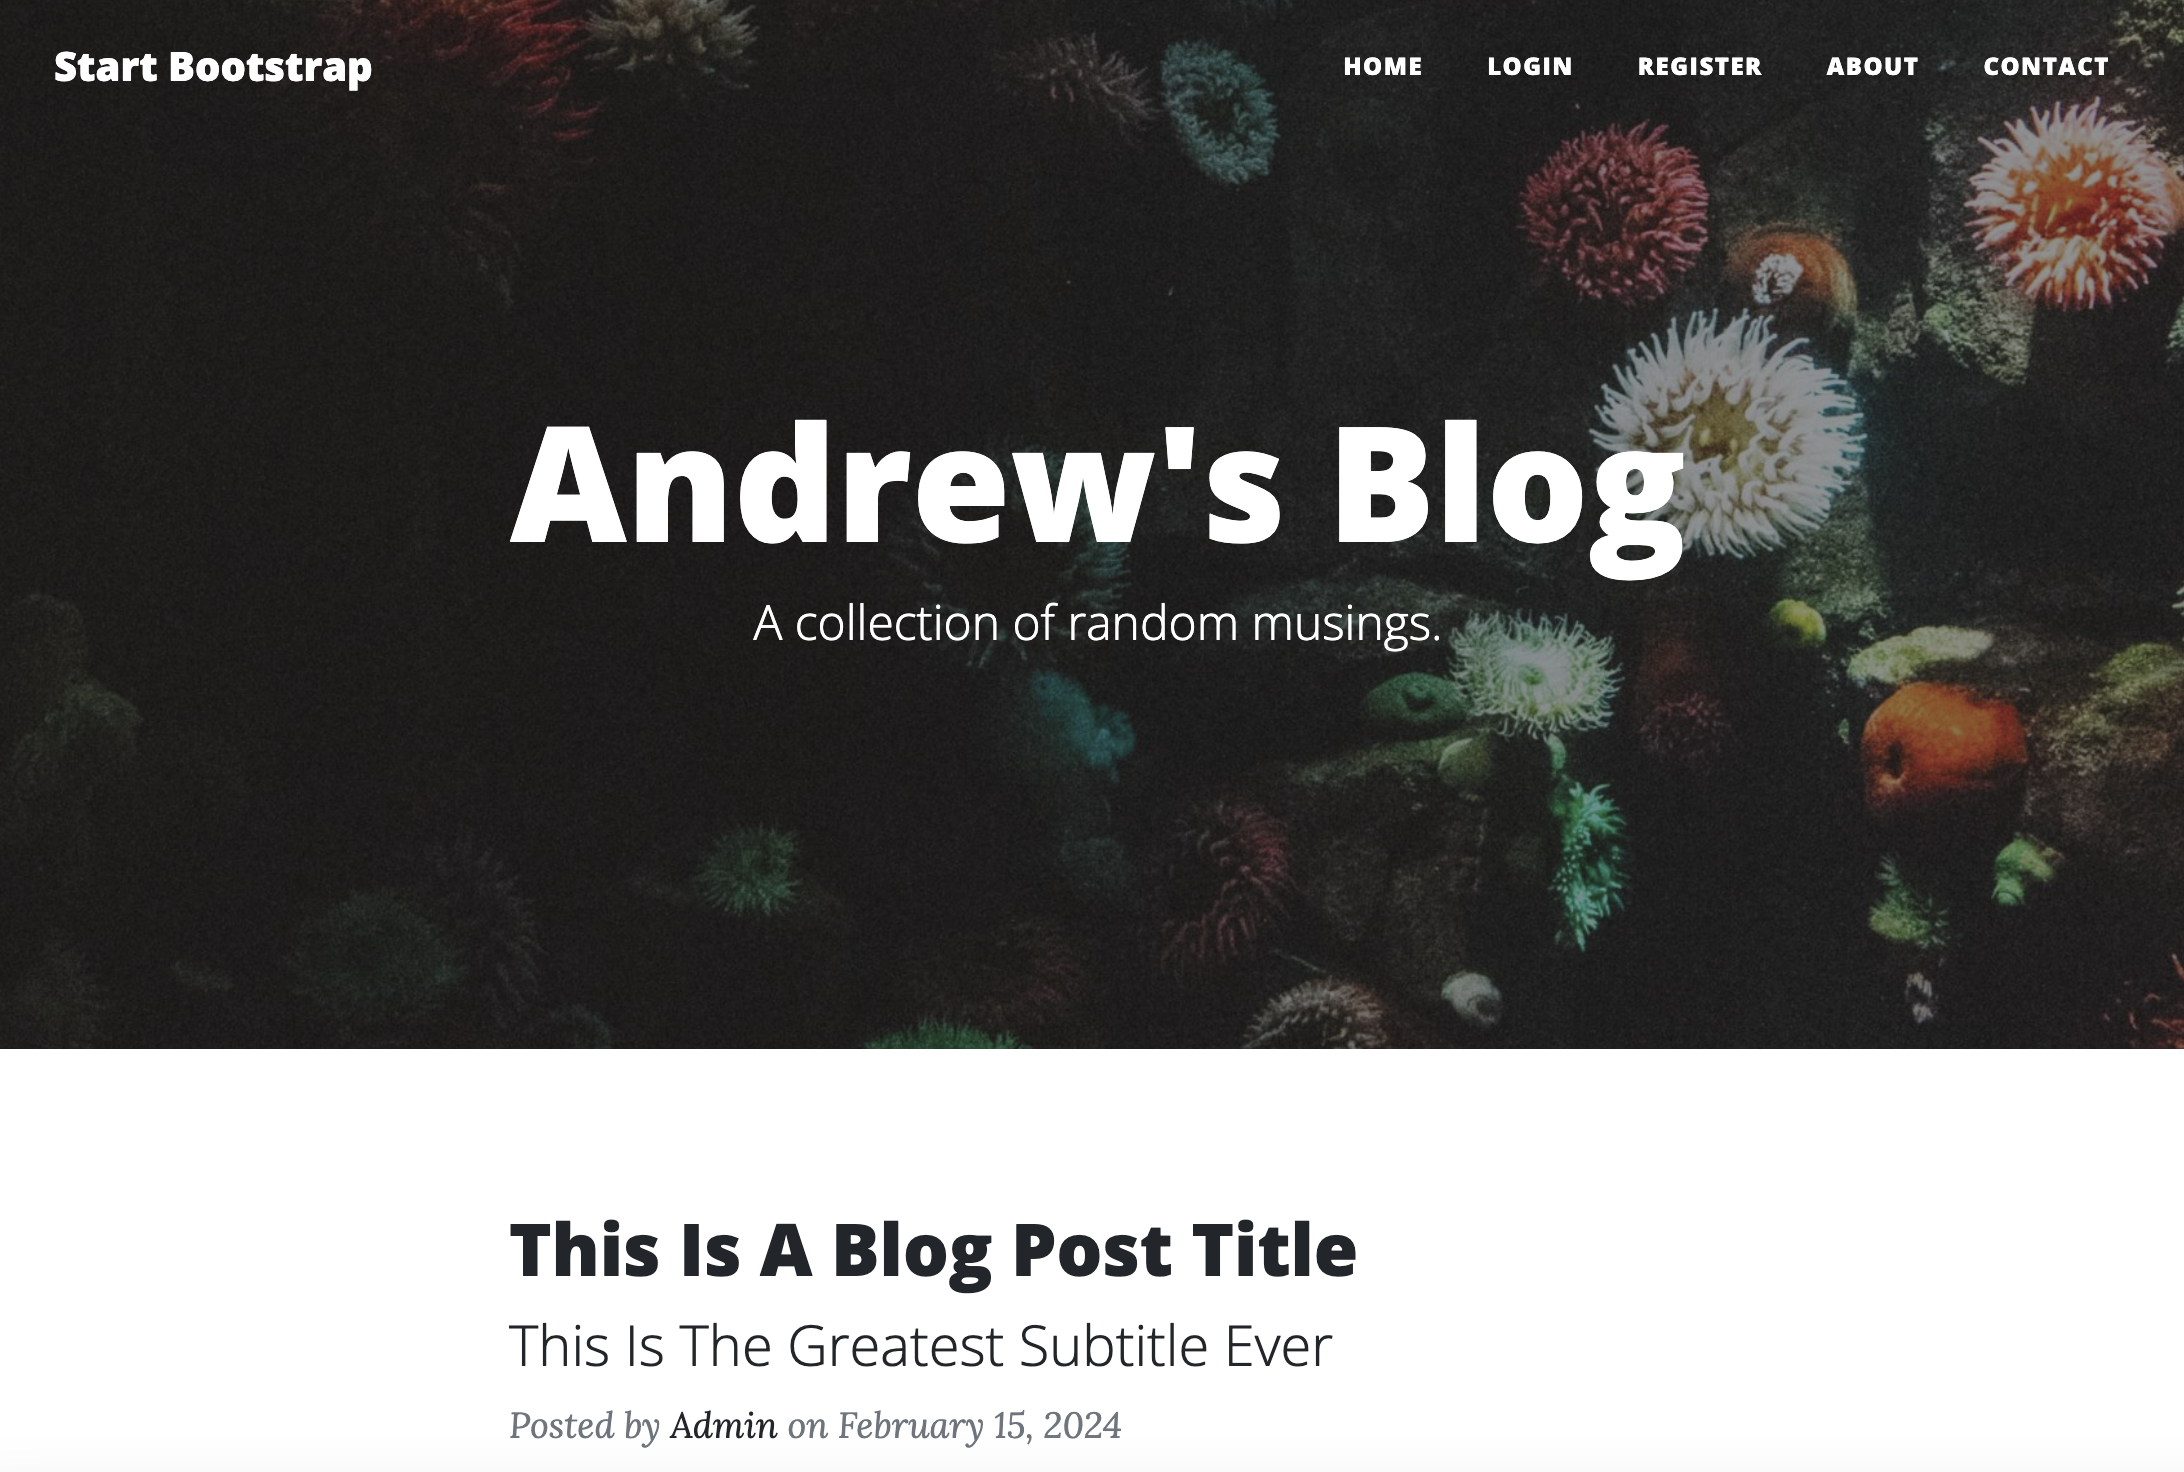 Start Bootstrap
HOME LOGIN REGISTER ABOUT CONTACT
Andrew's Blog
A collection of random musings.
This Is A Blog Post Title
This Is The Greatest Subtitle Ever
Posted by Admin on February 15, 2024